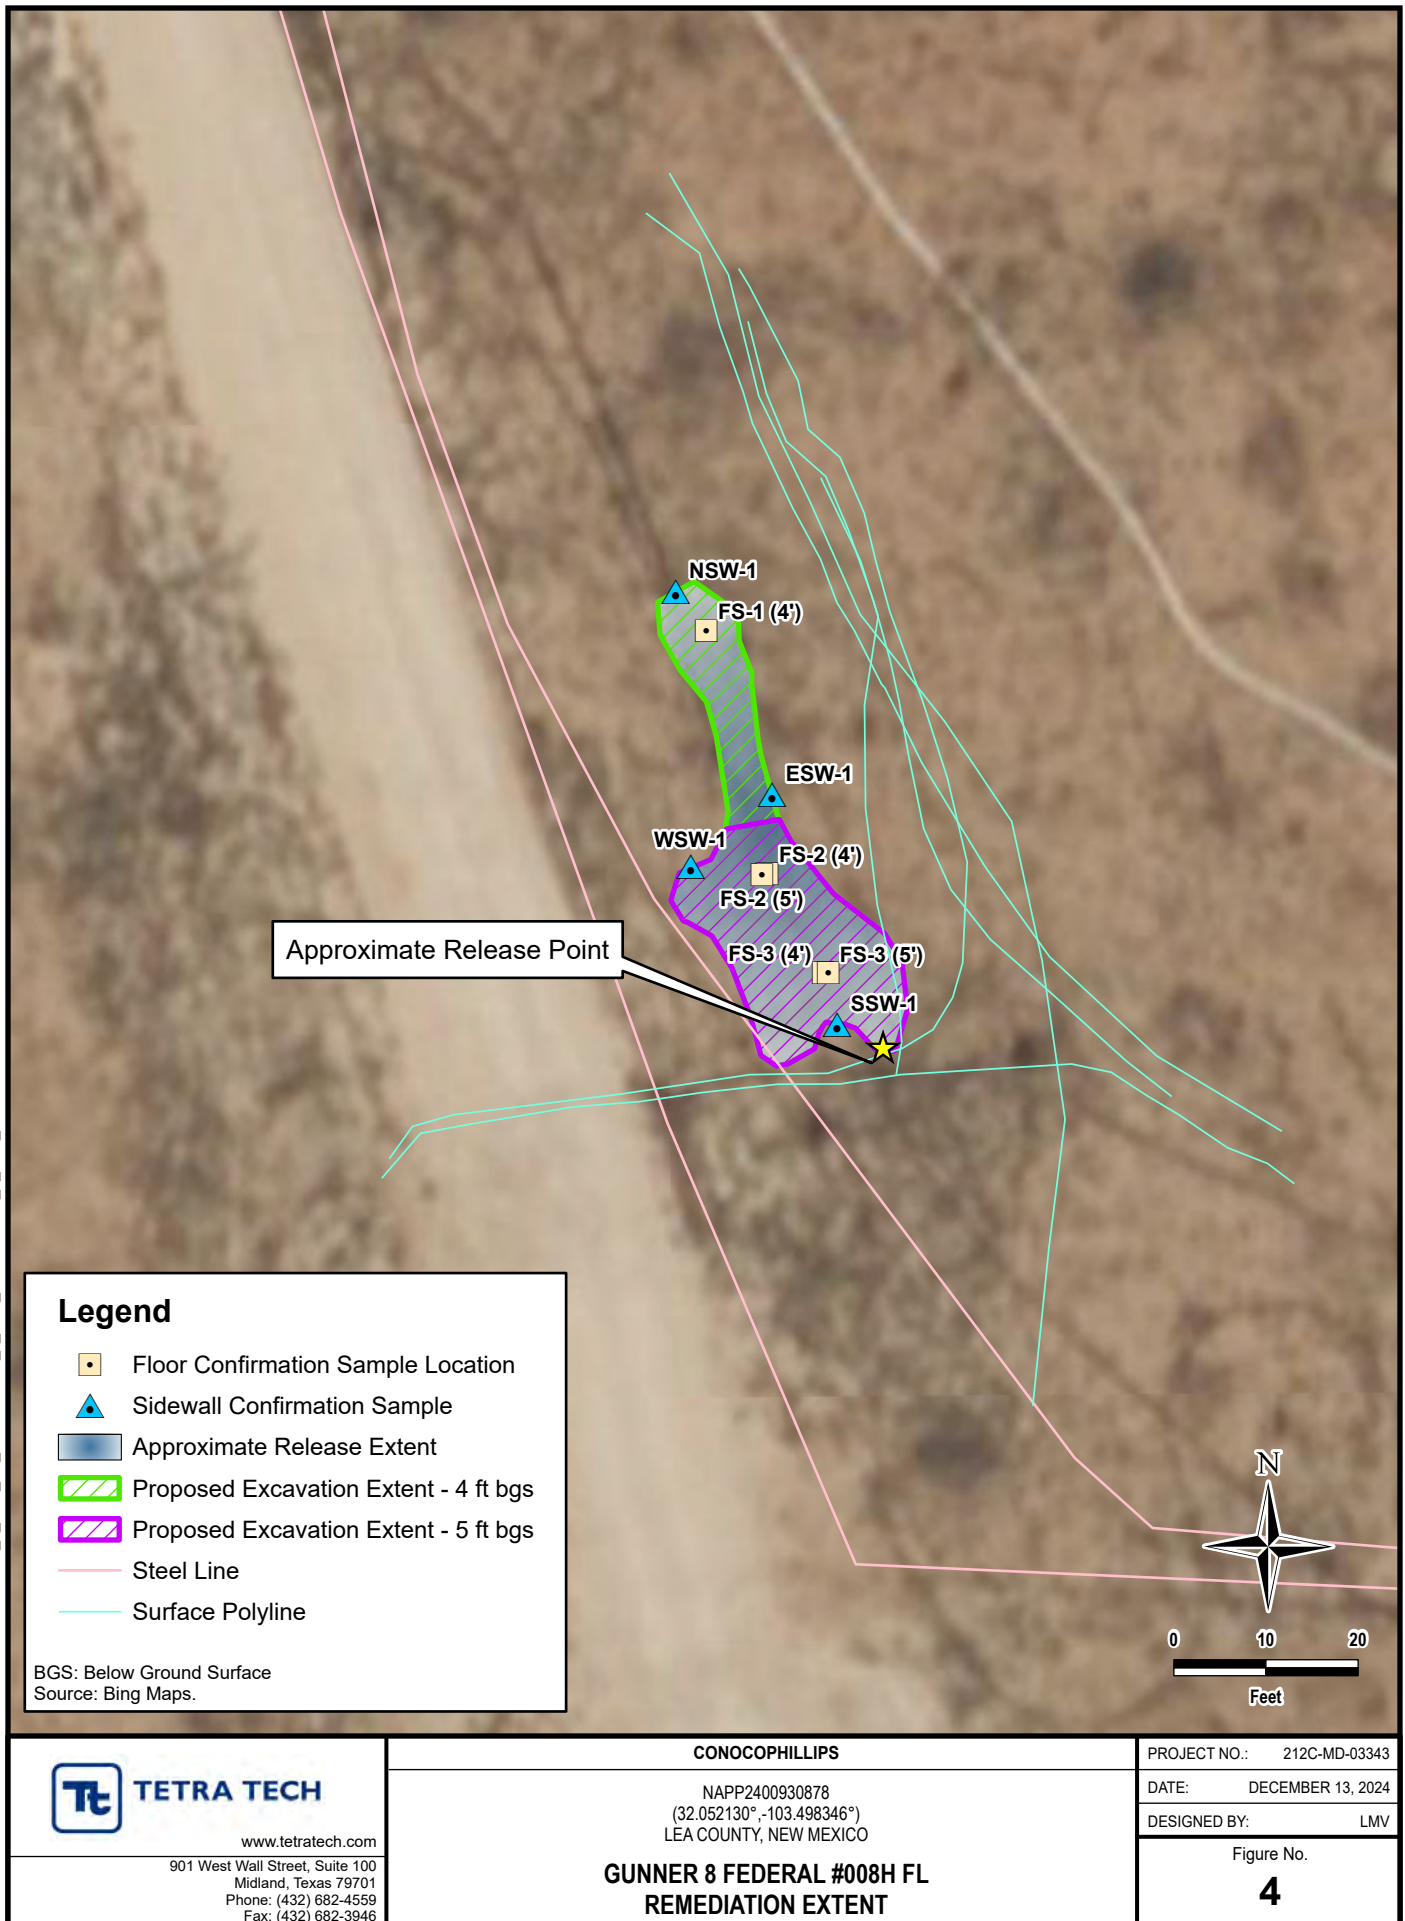 NSW-1
FS-1 (4')
ESW-1
WSW-1
FS-2 (4')
FS-2 (5')
Approximate Release Point
FS-3 (4')
FS-3 (5')
SSW-1
Legend
Floor Confirmation Sample Location
Sidewall Confirmation Sample
Approximate Release Extent
Proposed Excavation Extent - 4 ft bgs
Proposed Excavation Extent - 5 ft bgs
Steel Line
Surface Polyline
BGS: Below Ground Surface
Source: Bing Maps.
N
0 10 20
Feet
Tt TETRA TECH
www.tetratech.com
901 West Wall Street, Suite 100
Midland, Texas 79701
Phone: (432) 682-4559
Fax: (432) 682-3946
CONOCOPHILLIPS
NAPP2400930878
(32.052130°,-103.498346°)
LEA COUNTY, NEW MEXICO
GUNNER 8 FEDERAL #008H FL
REMEDIATION EXTENT
PROJECT NO.: 212C-MD-03343
DATE: DECEMBER 13, 2024
DESIGNED BY: LMV
Figure No.
4